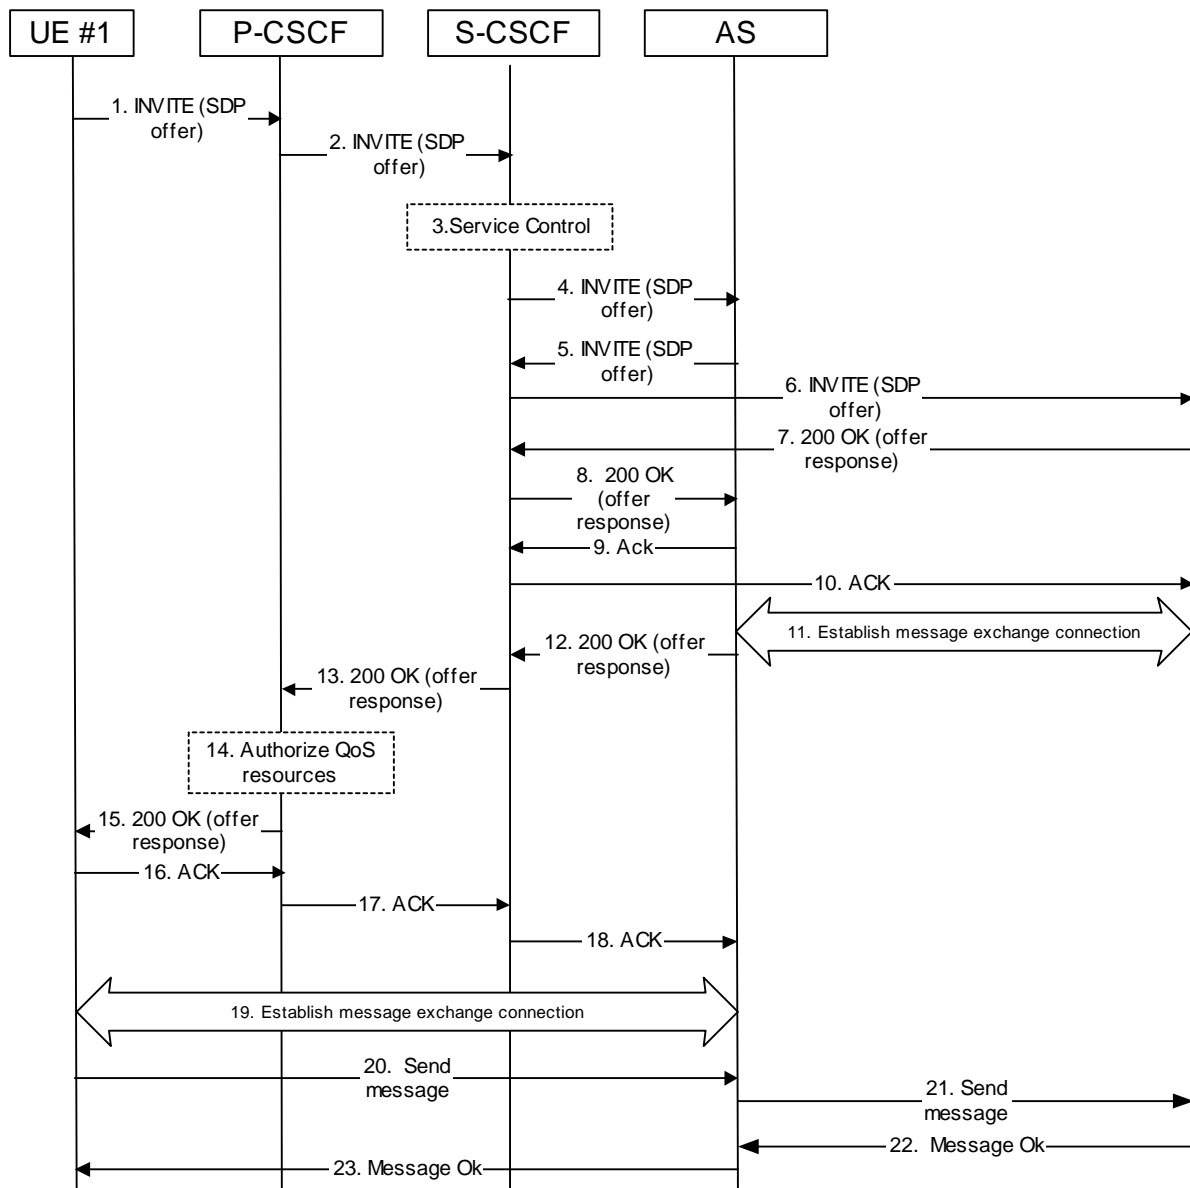 UE #1
P-CSCF
S-CSCF
AS
1. INVITE (SDP
offer)
2. INVITE (SDP
offer)
3.Service Control
4. INVITE (SDP
offer)
5. INVITE (SDP
offer)
6. INVITE (SDP
offer)
7. 200 OK (offer
response)
8. 200 OK
(offer
response)
9. Ack
10. ACK
11. Establish message exchange connection
12. 200 OK (offer
response)
13. 200 OK (offer
response)
14. Authorize QoS
resources
15. 200 OK (offer
response)
16. ACK
17. ACK
18. ACK
19. Establish message exchange connection
20. Send
message
21. Send
message
22. Message Ok
23. Message Ok